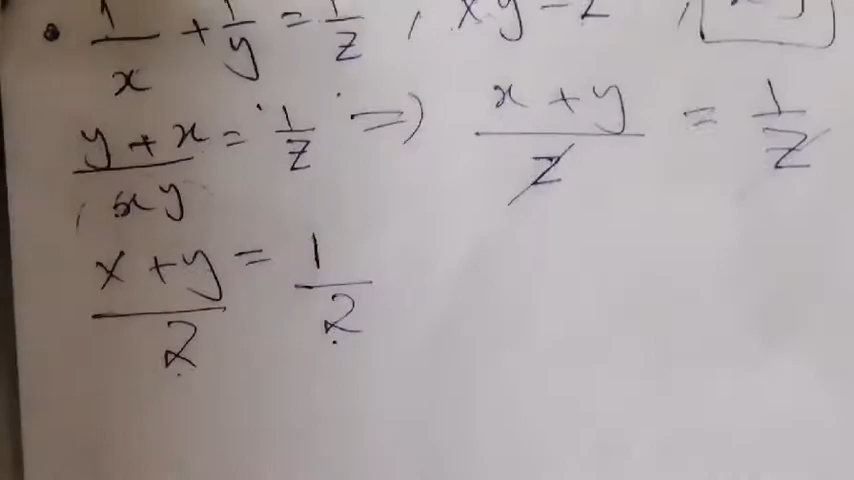 1/x + 1/y = 1/z , xy = z ,
(y + x)/(xy) = 1/z => (x + y)/z = 1/z
(x + y)/2 = 1/2